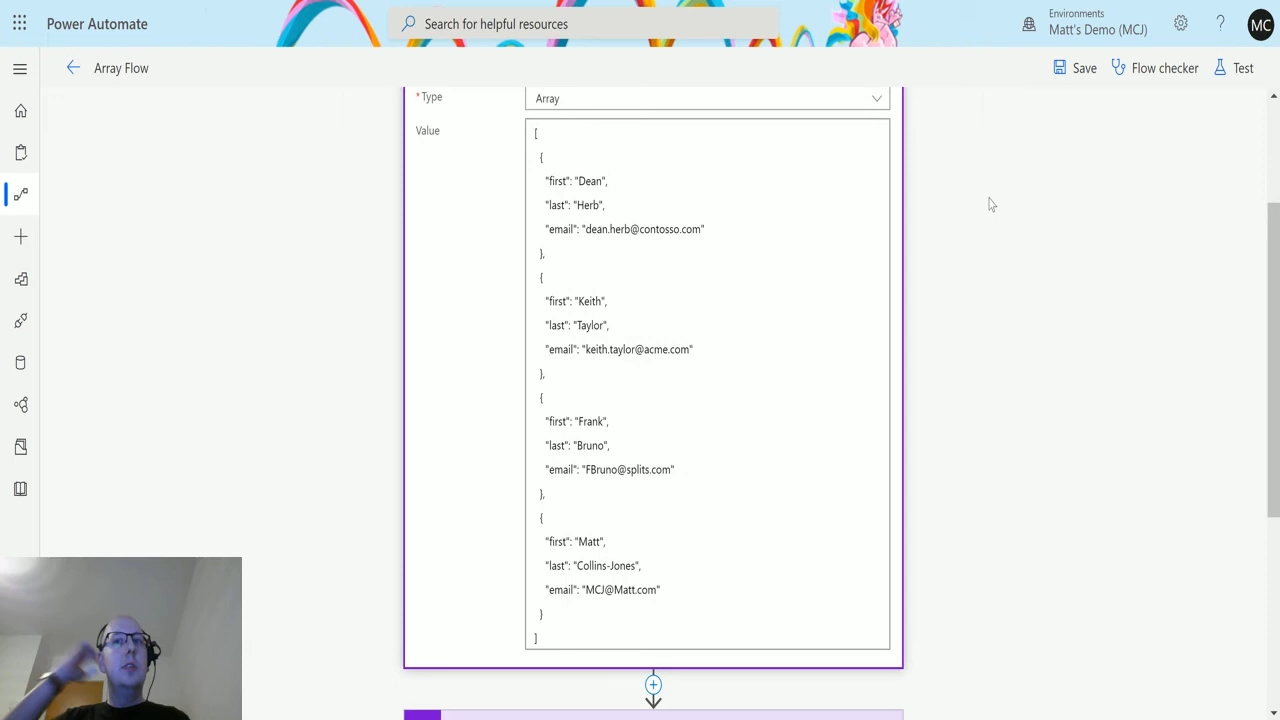 Power Automate
Search for helpful resources
Environments
Matt's Demo (MCJ)
?
MC
Array Flow
Save
Flow checker
Test
*Type
Array
Value
[
{
"first": "Dean",
"last": "Herb",
"email": "dean.herb@contosso.com"
},
{
"first": "Keith",
"last": "Taylor",
"email": "keith.taylor@acme.com"
},
{
"first": "Frank",
"last": "Bruno",
"email": "FBruno@splits.com"
},
{
"first": "Matt",
"last": "Collins-Jones",
"email": "MCJ@Matt.com"
}
]